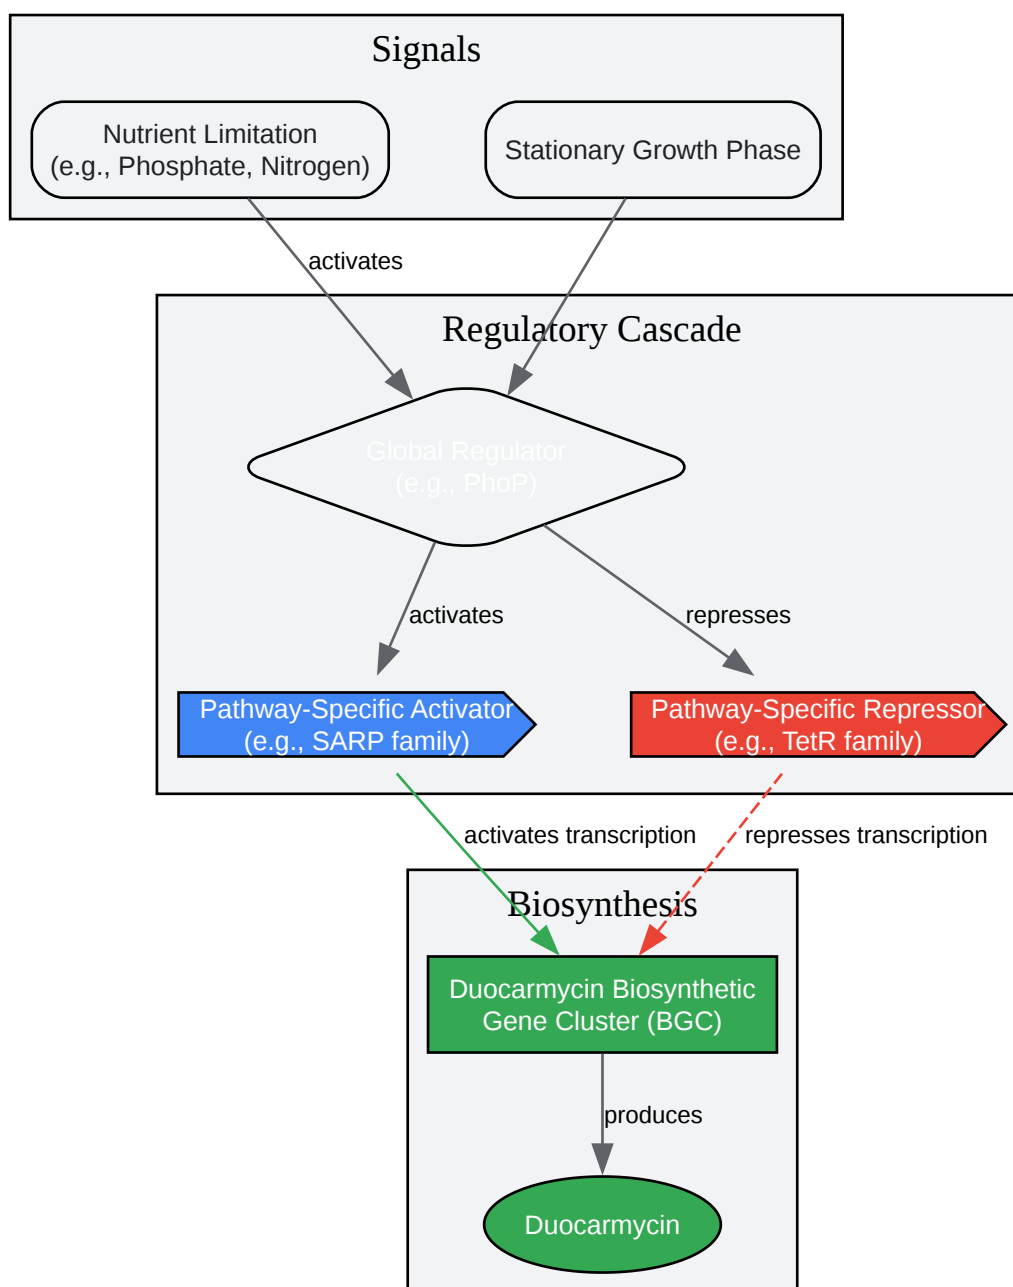 Signals
Nutrient Limitation
(e.g., Phosphate, Nitrogen)
Stationary Growth Phase
activates
Regulatory Cascade
Global Regulator
(e.g., PhoP)
activates
represses
Pathway-Specific Activator
(e.g., SARP family)
Pathway-Specific Repressor
(e.g., TetR family)
activates transcription
represses transcription
Biosynthesis
Duocarmycin Biosynthetic
Gene Cluster (BGC)
produces
Duocarmycin